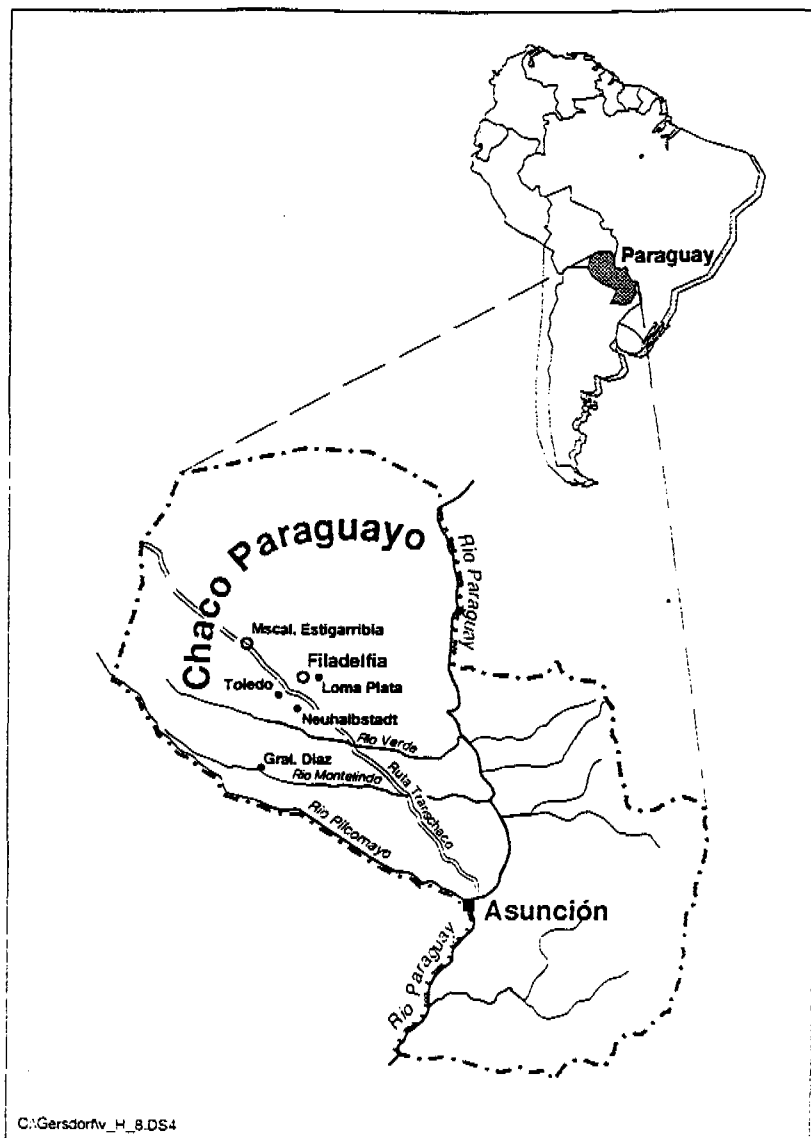 Paraguay
Chaco Paraguayo
Rio Paraguay
Mscal. Estigarribia
Filadelfia
Toledo
Loma Plata
Neuhalbstadt
Rio Verde
Gral. Diaz
Rio Montelindo
Ruta Transchaco
Rio Pilcomayo
Asunción
Rio Paraguay
C:\Gersdorf\v_H_8.DS4